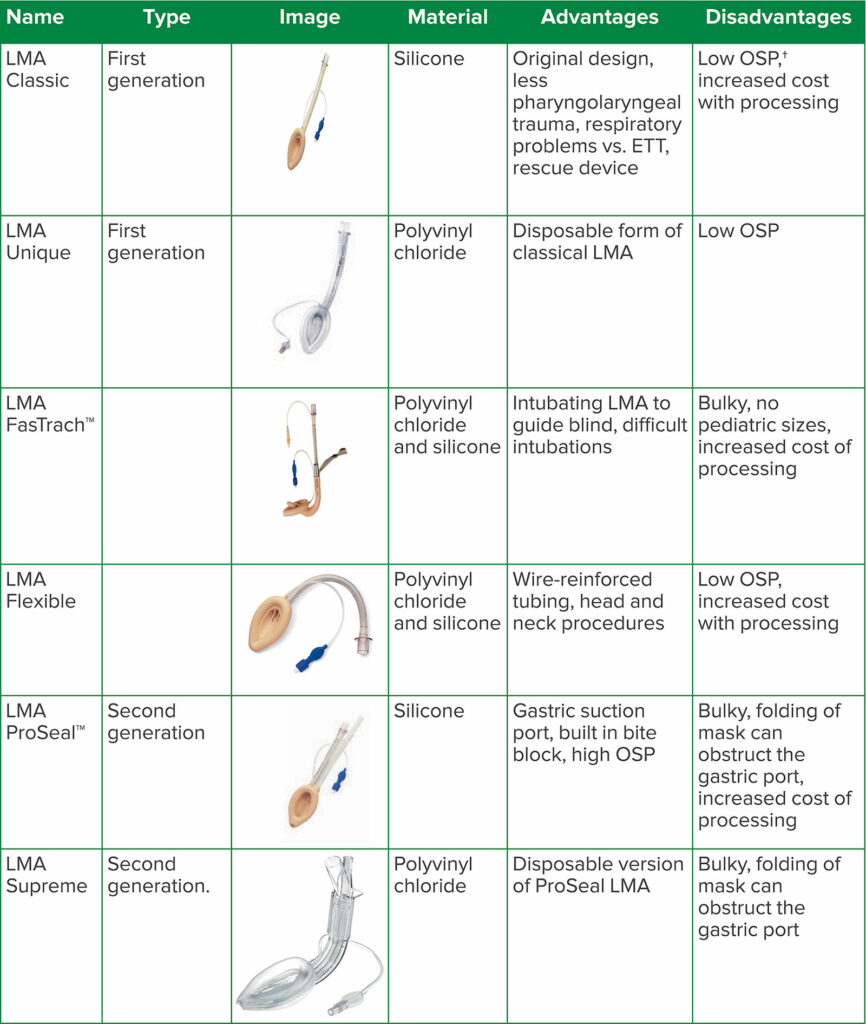 Name Type Image Material Advantages Disadvantages
LMA
Classic
First
generation
Silicone
Original design,
less
pharyngolaryngeal
trauma, respiratory
problems vs. ETT,
rescue device
Low OSP,†
increased cost
with processing
LMA
Unique
First
generation
Polyvinyl
chloride
Disposable form of
classical LMA
Low OSP
LMA
FasTrach™
Polyvinyl
chloride
and silicone
Intubating LMA to
guide blind, difficult
intubations
Bulky, no
pediatric sizes,
increased cost of
processing
LMA
Flexible
Polyvinyl
chloride
and silicone
Wire-reinforced
tubing, head and
neck procedures
Low OSP,
increased cost
with processing
LMA
ProSeal™
Second
generation
Silicone
Gastric suction
port, built in bite
block, high OSP
Bulky, folding of
mask can
obstruct the
gastric port,
increased cost of
processing
LMA
Supreme
Second
generation.
Polyvinyl
chloride
Disposable version
of ProSeal LMA
Bulky, folding of
mask can
obstruct the
gastric port